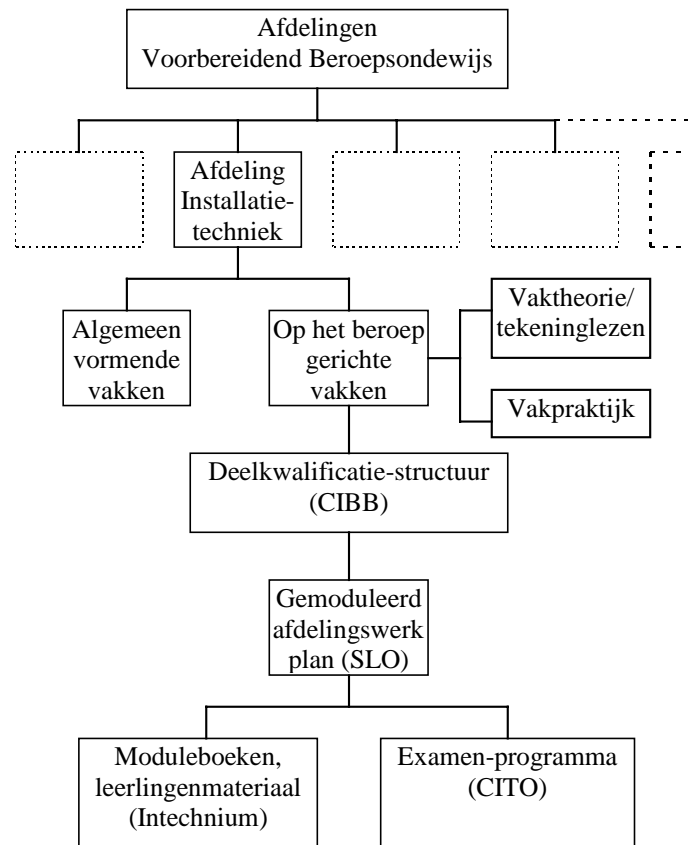 Afdelingen
Voorbereidend Beroepsondewijs
Afdeling
Installatie-
techniek
Algemeen
vormende
vakken
Op het beroep
gerichte
vakken
Vaktheorie/
tekeninglezen
Vakpraktijk
Deelkwalificatie-structuur
(CIBB)
Gemoduleerd
afdelingswerk
plan (SLO)
Moduleboeken,
leerlingenmateriaal
(Intechnium)
Examen-programma
(CITO)